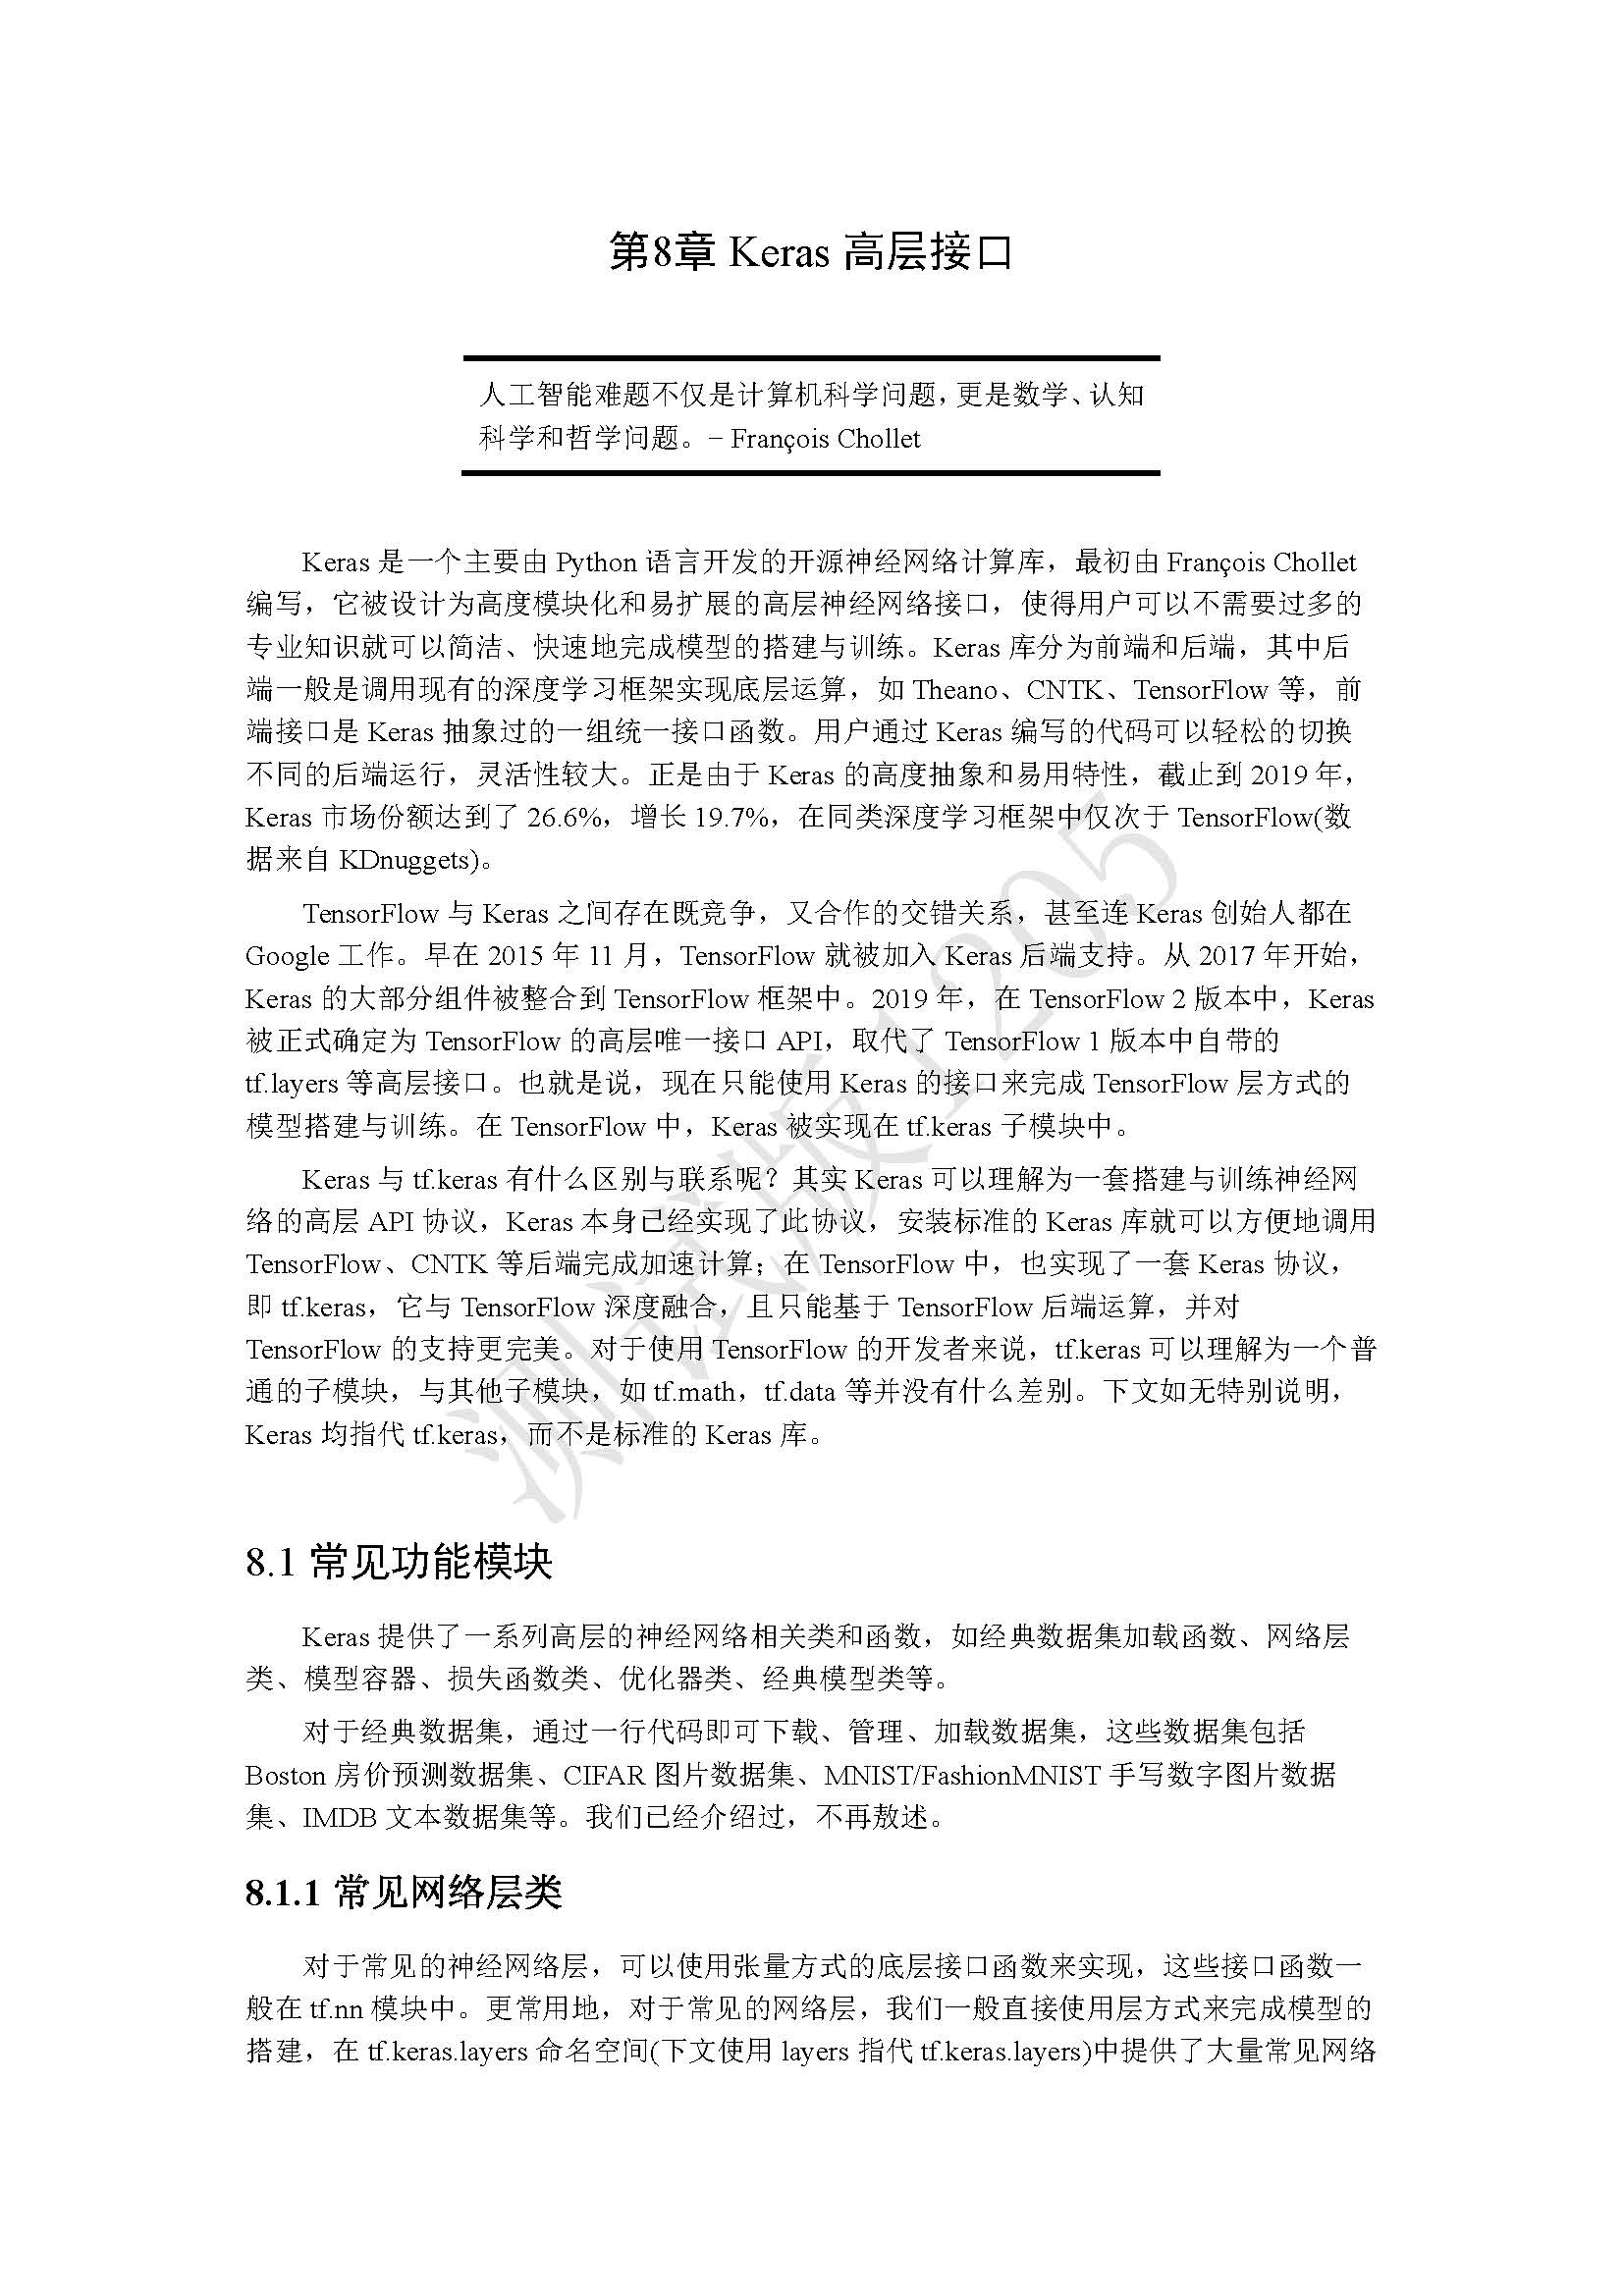 第8章 Keras 高层接口
人工智能难题不仅是计算机科学问题，更是数学、认知
科学和哲学问题。− François Chollet
Keras 是一个主要由 Python 语言开发的开源神经网络计算库，最初由 François Chollet
编写，它被设计为高度模块化和易扩展的高层神经网络接口，使得用户可以不需要过多的
专业知识就可以简洁、快速地完成模型的搭建与训练。Keras 库分为前端和后端，其中后
端一般是调用现有的深度学习框架实现底层运算，如 Theano、CNTK、TensorFlow 等，前
端接口是 Keras 抽象过的一组统一接口函数。用户通过 Keras 编写的代码可以轻松的切换
不同的后端运行，灵活性较大。正是由于 Keras 的高度抽象和易用特性，截止到 2019 年，
Keras 市场份额达到了 26.6%，增长 19.7%，在同类深度学习框架中仅次于 TensorFlow(数
据来自 KDnuggets)。
TensorFlow 与 Keras 之间存在既竞争，又合作的交错关系，甚至连 Keras 创始人都在
Google 工作。早在 2015 年 11 月，TensorFlow 就被加入 Keras 后端支持。从 2017 年开始，
Keras 的大部分组件被整合到 TensorFlow 框架中。2019 年，在 TensorFlow 2 版本中，Keras
被正式确定为 TensorFlow 的高层唯一接口 API，取代了 TensorFlow 1 版本中自带的
tf.layers 等高层接口。也就是说，现在只能使用 Keras 的接口来完成 TensorFlow 层方式的
模型搭建与训练。在 TensorFlow 中，Keras 被实现在 tf.keras 子模块中。
Keras 与 tf.keras 有什么区别与联系呢？其实 Keras 可以理解为一套搭建与训练神经网
络的高层 API 协议，Keras 本身已经实现了此协议，安装标准的 Keras 库就可以方便地调用
TensorFlow、CNTK 等后端完成加速计算；在 TensorFlow 中，也实现了一套 Keras 协议，
即 tf.keras，它与 TensorFlow 深度融合，且只能基于 TensorFlow 后端运算，并对
TensorFlow 的支持更完美。对于使用 TensorFlow 的开发者来说，tf.keras 可以理解为一个普
通的子模块，与其他子模块，如 tf.math，tf.data 等并没有什么差别。下文如无特别说明，
Keras 均指代 tf.keras，而不是标准的 Keras 库。
8.1 常见功能模块
Keras 提供了一系列高层的神经网络相关类和函数，如经典数据集加载函数、网络层
类、模型容器、损失函数类、优化器类、经典模型类等。
对于经典数据集，通过一行代码即可下载、管理、加载数据集，这些数据集包括
Boston 房价预测数据集、CIFAR 图片数据集、MNIST/FashionMNIST 手写数字图片数据
集、IMDB 文本数据集等。我们已经介绍过，不再敖述。
8.1.1 常见网络层类
对于常见的神经网络层，可以使用张量方式的底层接口函数来实现，这些接口函数一
般在 tf.nn 模块中。更常用地，对于常见的网络层，我们一般直接使用层方式来完成模型的
搭建，在 tf.keras.layers 命名空间(下文使用 layers 指代 tf.keras.layers)中提供了大量常见网络
测试版1205